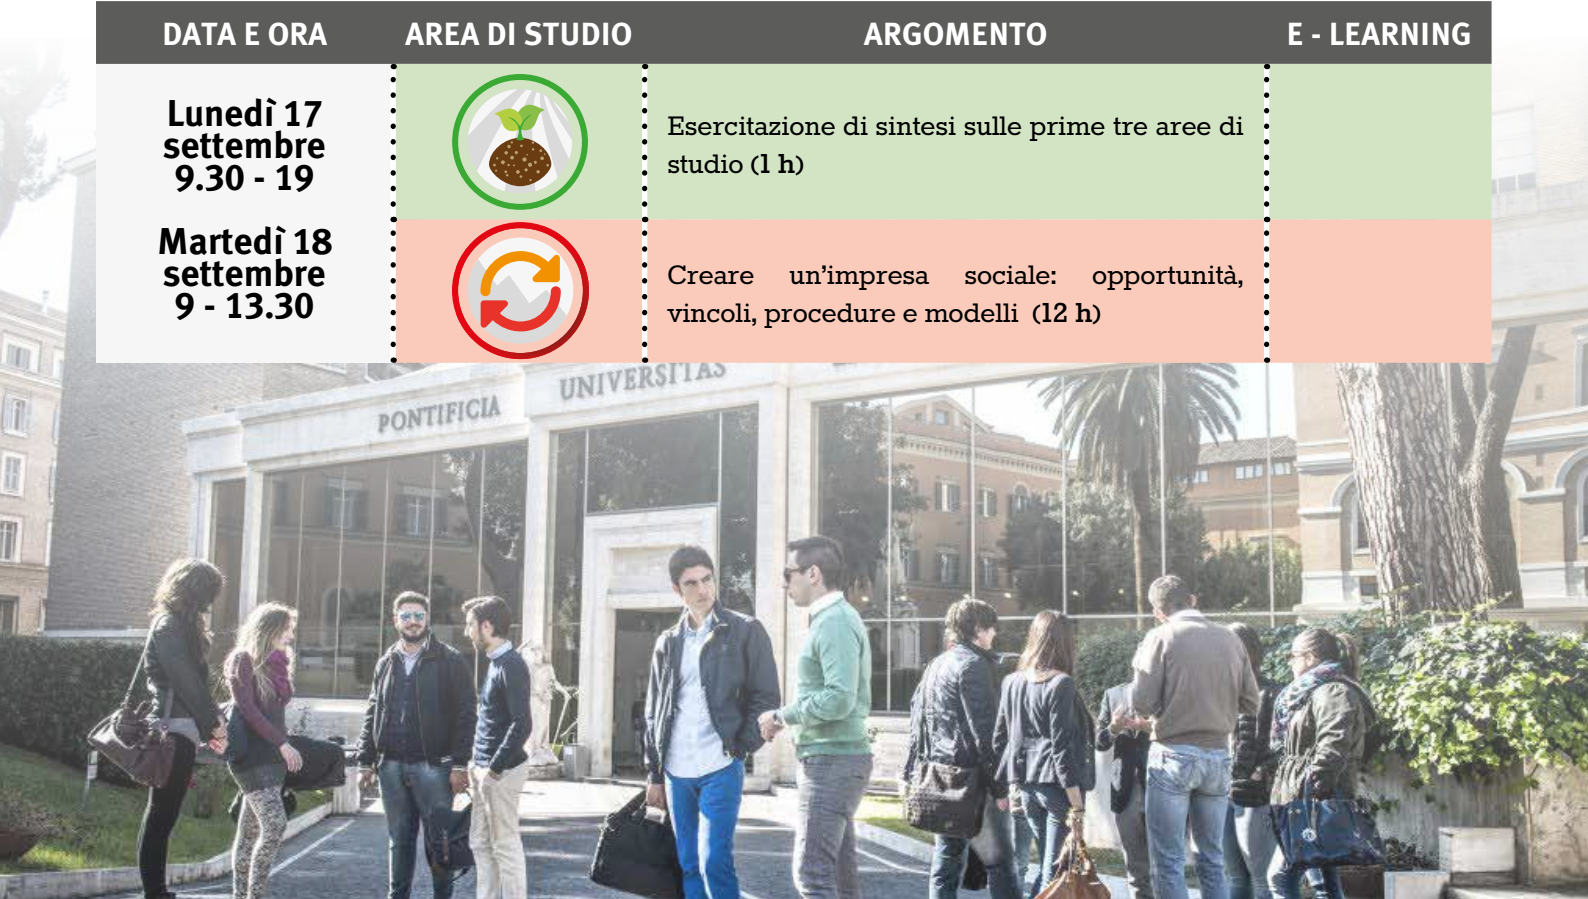 DATA E ORA AREA DI STUDIO ARGOMENTO E - LEARNING
Lunedì 17
settembre
9.30 - 19
Esercitazione di sintesi sulle prime tre aree di
studio (1 h)
Martedì 18
settembre
9 - 13.30
Creare un’impresa sociale: opportunità,
vincoli, procedure e modelli (12 h)
PONTIFICIA UNIVERSITAS